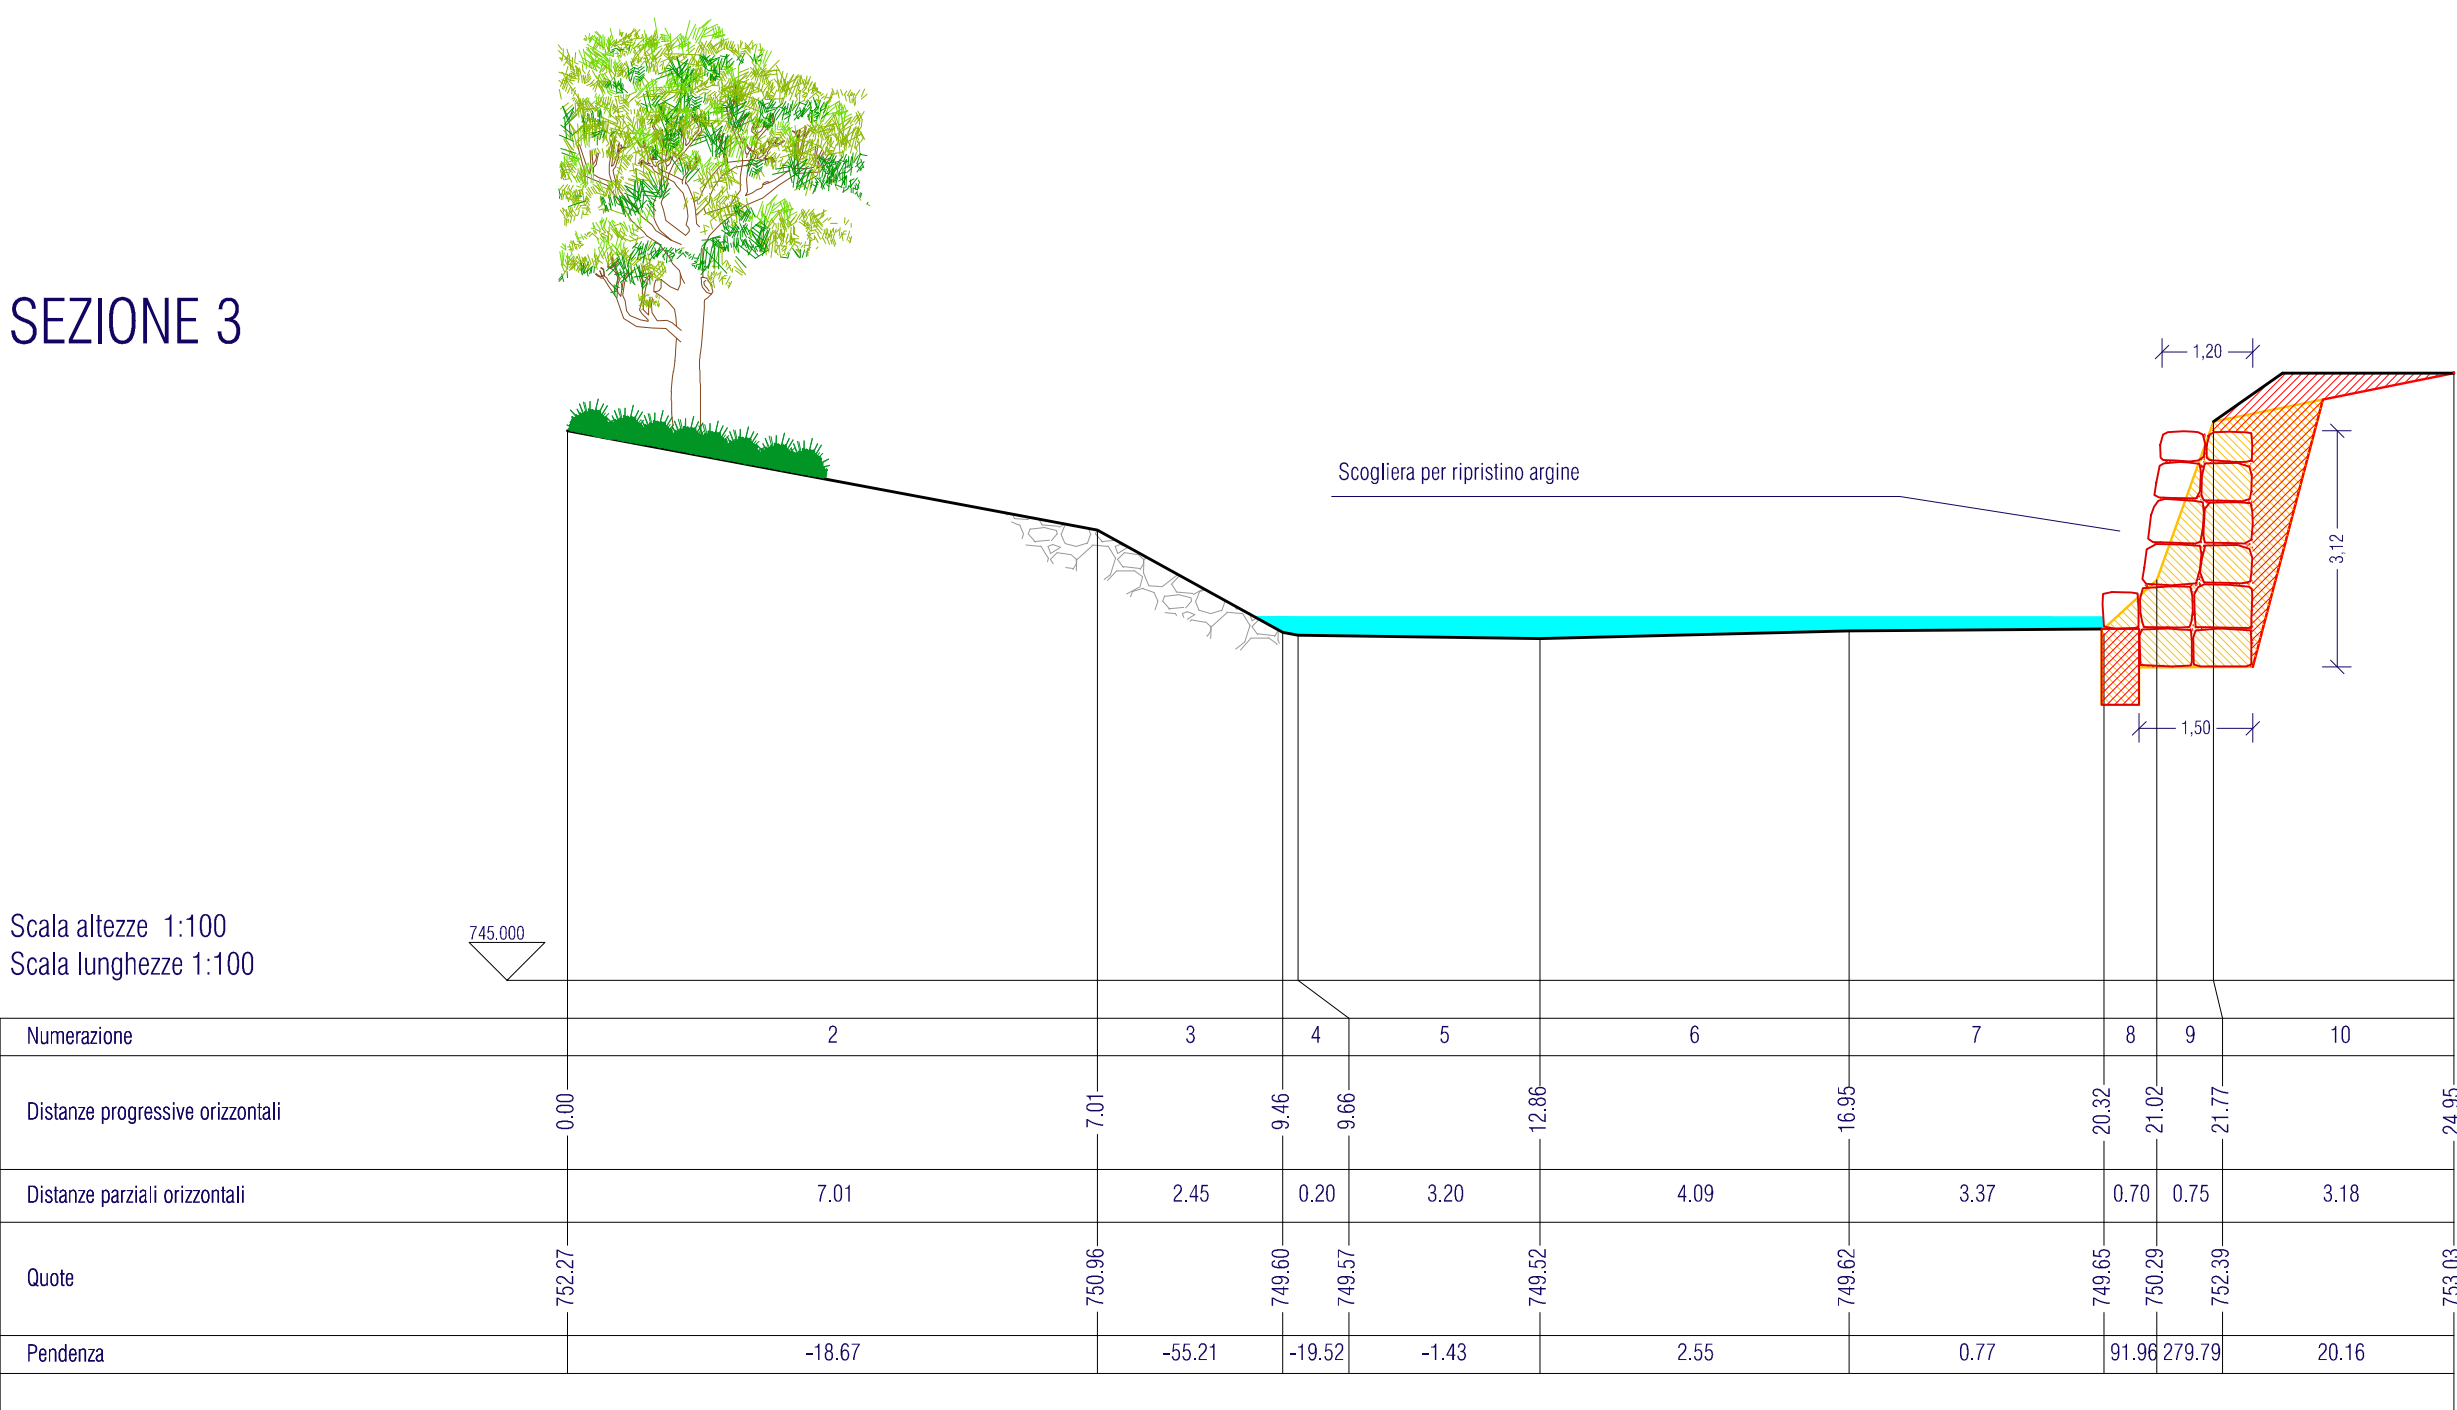 SEZIONE 3
1,20
Scogliera per ripristino argine
3,12
1,50
Scala altezze 1:100
Scala lunghezze 1:100
745.000
Numerazione 2 3 4 5 6 7 8 9 10
Distanze progressive orizzontali 0.00 7.01 9.46 9.66 12.86 16.95 20.32 21.02 21.77 24.95
Distanze parziali orizzontali 7.01 2.45 0.20 3.20 4.09 3.37 0.70 0.75 3.18
Quote 752.27 750.96 749.60 749.57 749.52 749.62 749.65 750.29 752.39 753.03
Pendenza -18.67 -55.21 -19.52 -1.43 2.55 0.77 91.96 279.79 20.16